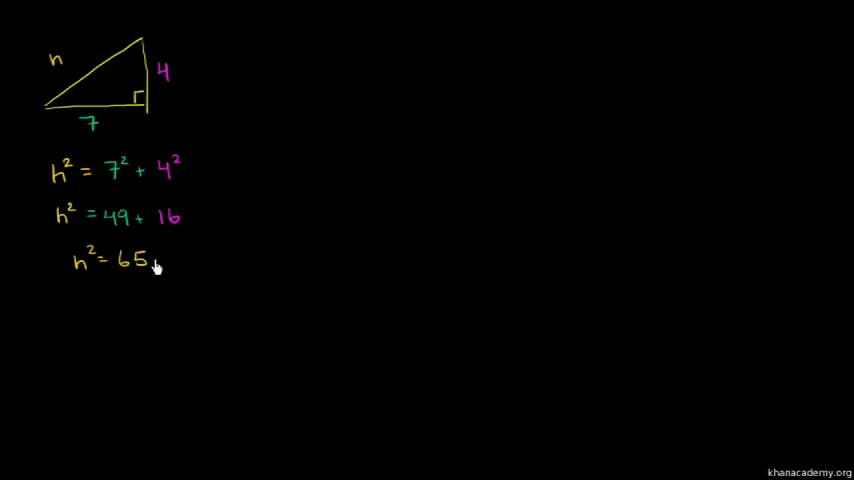 h
4
7
h² = 7² + 4²
h² = 49 + 16
h² = 65
khanacademy.org